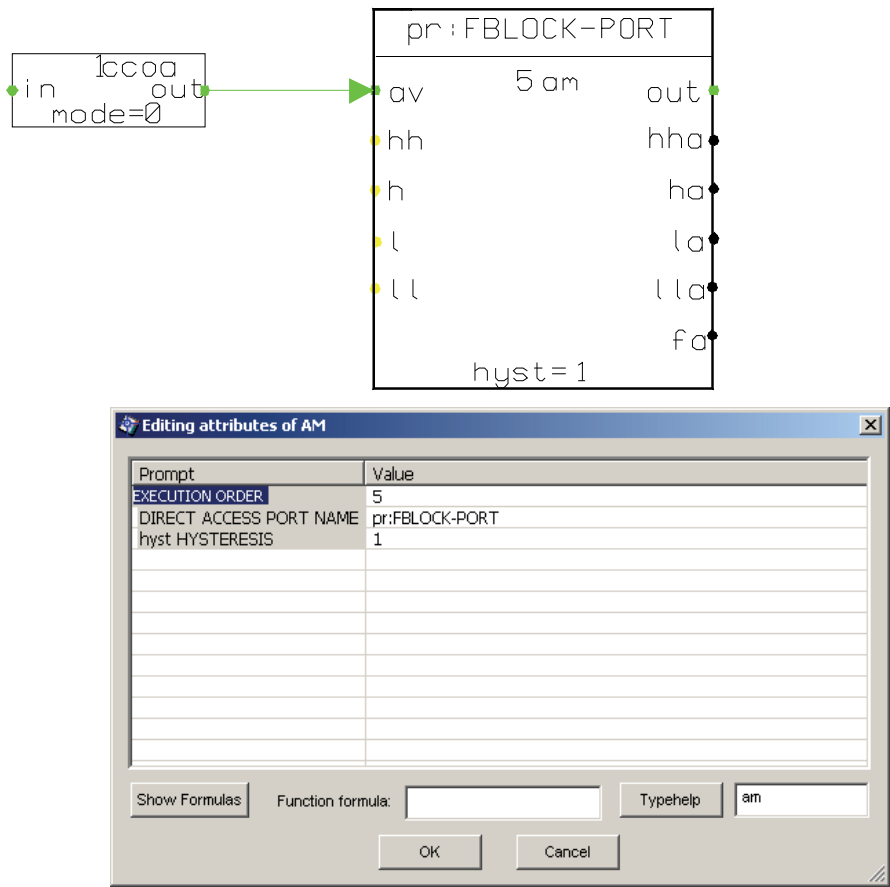 pr:FBLOCK-PORT
1ccoa
in out
mode=0
5 am
av out
hh hha
h ha
l la
ll lla
fa
hyst=1
Editing attributes of AM
Prompt Value
EXECUTION ORDER 5
DIRECT ACCESS PORT NAME pr:FBLOCK-PORT
hyst HYSTERESIS 1
Show Formulas Function formula: Typehelp am
OK Cancel